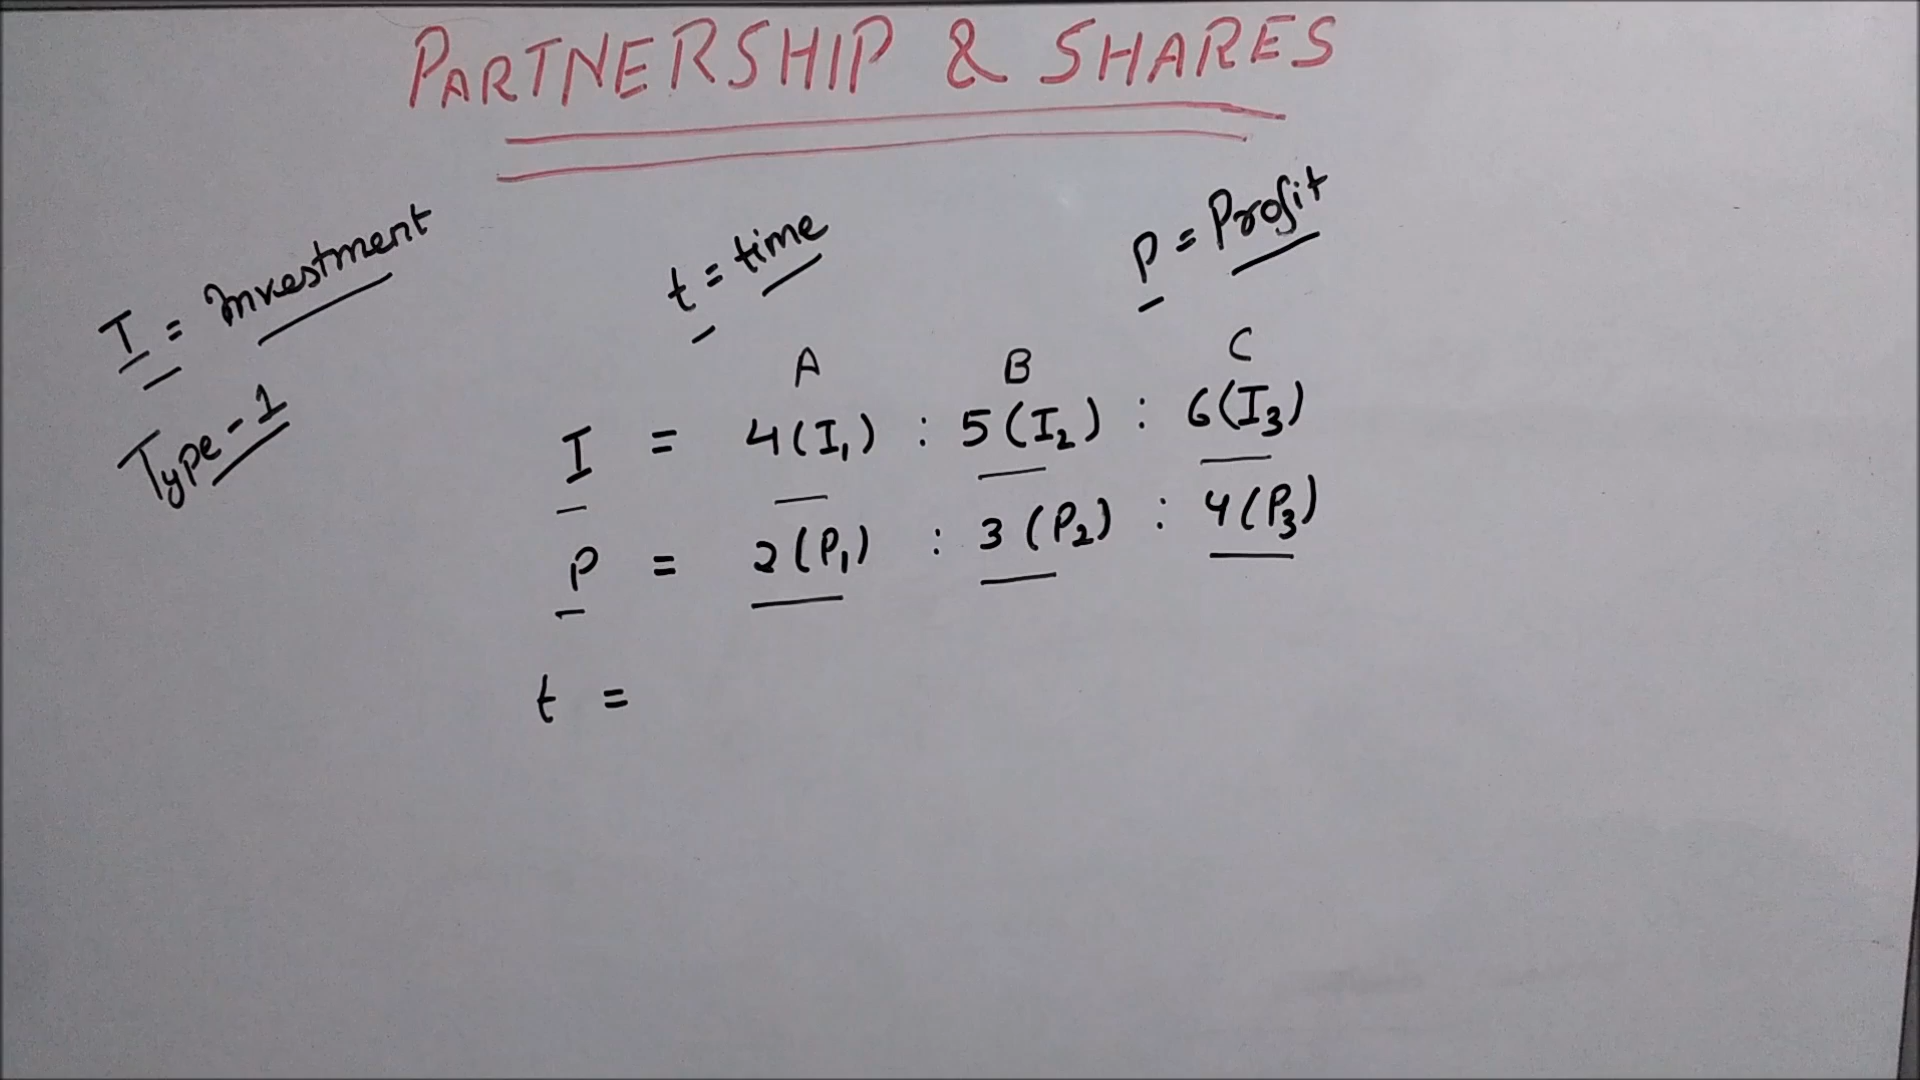 PARTNERSHIP & SHARES
I = Investment
t = time
P = Profit
Type-1
A B C
I = 4(I₁) : 5(I₂) : 6(I₃)
P = 2(P₁) : 3(P₂) : 4(P₃)
t =